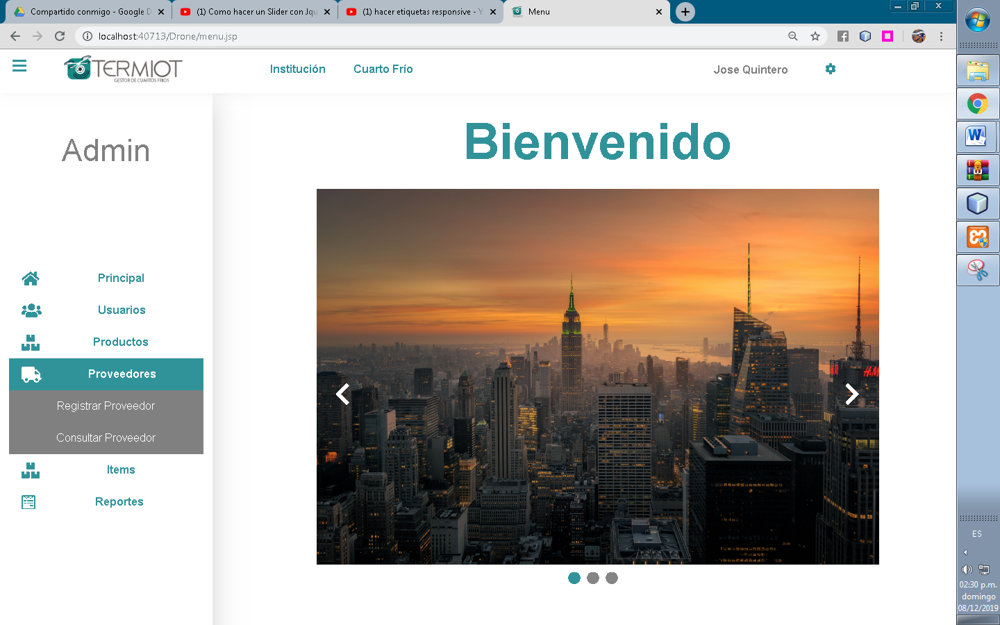 Compartido conmigo - Google D
(1) Como hacer un Slider con Jqu
(1) hacer etiquetas responsive - Y
Menu
localhost:40713/Drone/menu.jsp
TERMIOT
GESTOR DE CUARTOS FRIOS
Institución
Cuarto Frío
Jose Quintero
Admin
Bienvenido
Principal
Usuarios
Productos
Proveedores
Registrar Proveedor
Consultar Proveedor
Items
Reportes
H&M
ES
02:30 p.m.
domingo
08/12/2019